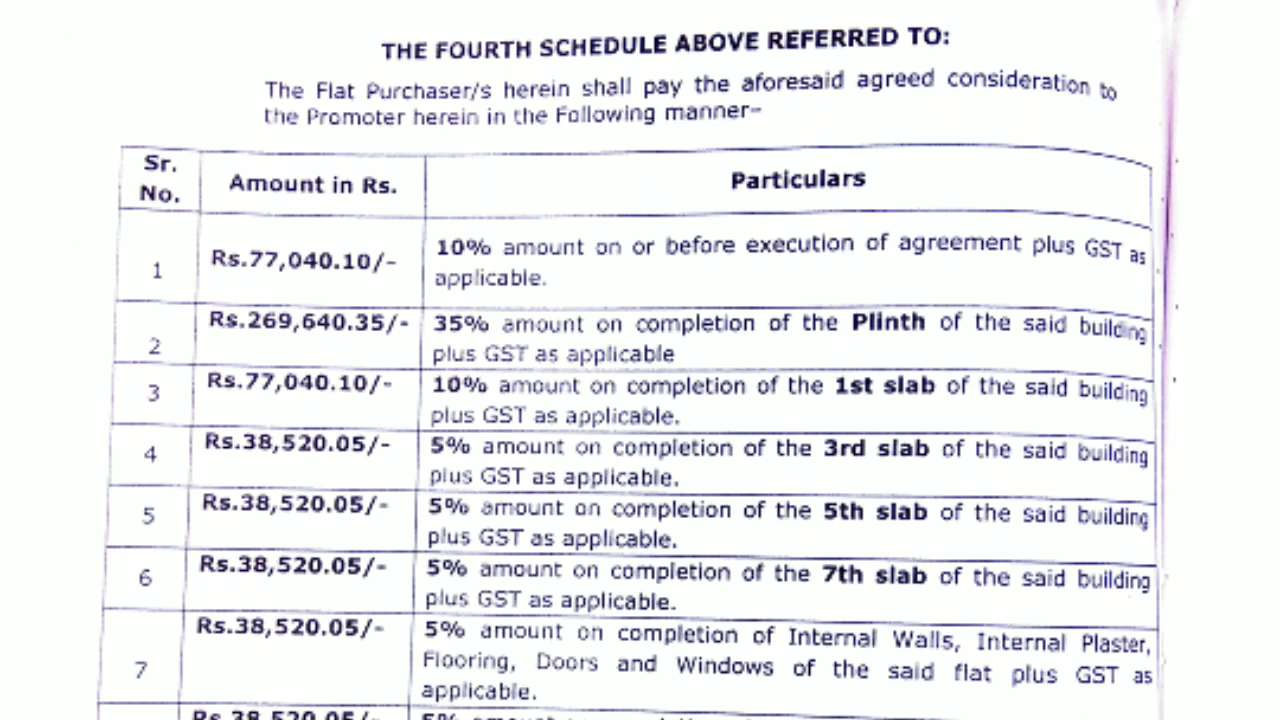 THE FOURTH SCHEDULE ABOVE REFERRED TO:
The Flat Purchaser/s herein shall pay the aforesaid agreed consideration to
the Promoter herein in the Following manner–
Sr. No. Amount in Rs. Particulars
1 Rs.77,040.10/- 10% amount on or before execution of agreement plus GST as
applicable.
2 Rs.269,640.35/- 35% amount on completion of the Plinth of the said building
plus GST as applicable
3 Rs.77,040.10/- 10% amount on completion of the 1st slab of the said building
plus GST as applicable.
4 Rs.38,520.05/- 5% amount on completion of the 3rd slab of the said building
plus GST as applicable.
5 Rs.38,520.05/- 5% amount on completion of the 5th slab of the said building
plus GST as applicable.
6 Rs.38,520.05/- 5% amount on completion of the 7th slab of the said building
plus GST as applicable.
7 Rs.38,520.05/- 5% amount on completion of Internal Walls, Internal Plaster,
Flooring, Doors and Windows of the said flat plus GST as
applicable.
Rs.38,520.05/- 5% amount